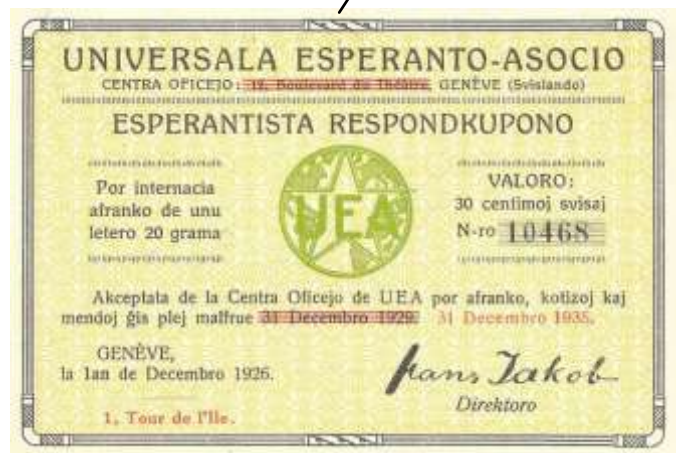 UNIVERSALA ESPERANTO-ASOCIO
CENTRA OFICEJO: 12, Boulevard du Théâtre, GENÈVE (Svislando)
ESPERANTISTA RESPONDKUPONO
Por internacia
afranko de unu
letero 20 grama
UEA
VALORO:
30 centimoj svisaj
N-ro 10468
Akceptata de la Centra Oficejo de UEA por afranko, kotizoj kaj
mendoj ĝis plej malfrue 31 Decembro 1929. 31 Decembro 1935.
GENÈVE,
la 1an de Decembro 1926.
1, Tour de l'Ile.
Hans Jakob
Direktoro